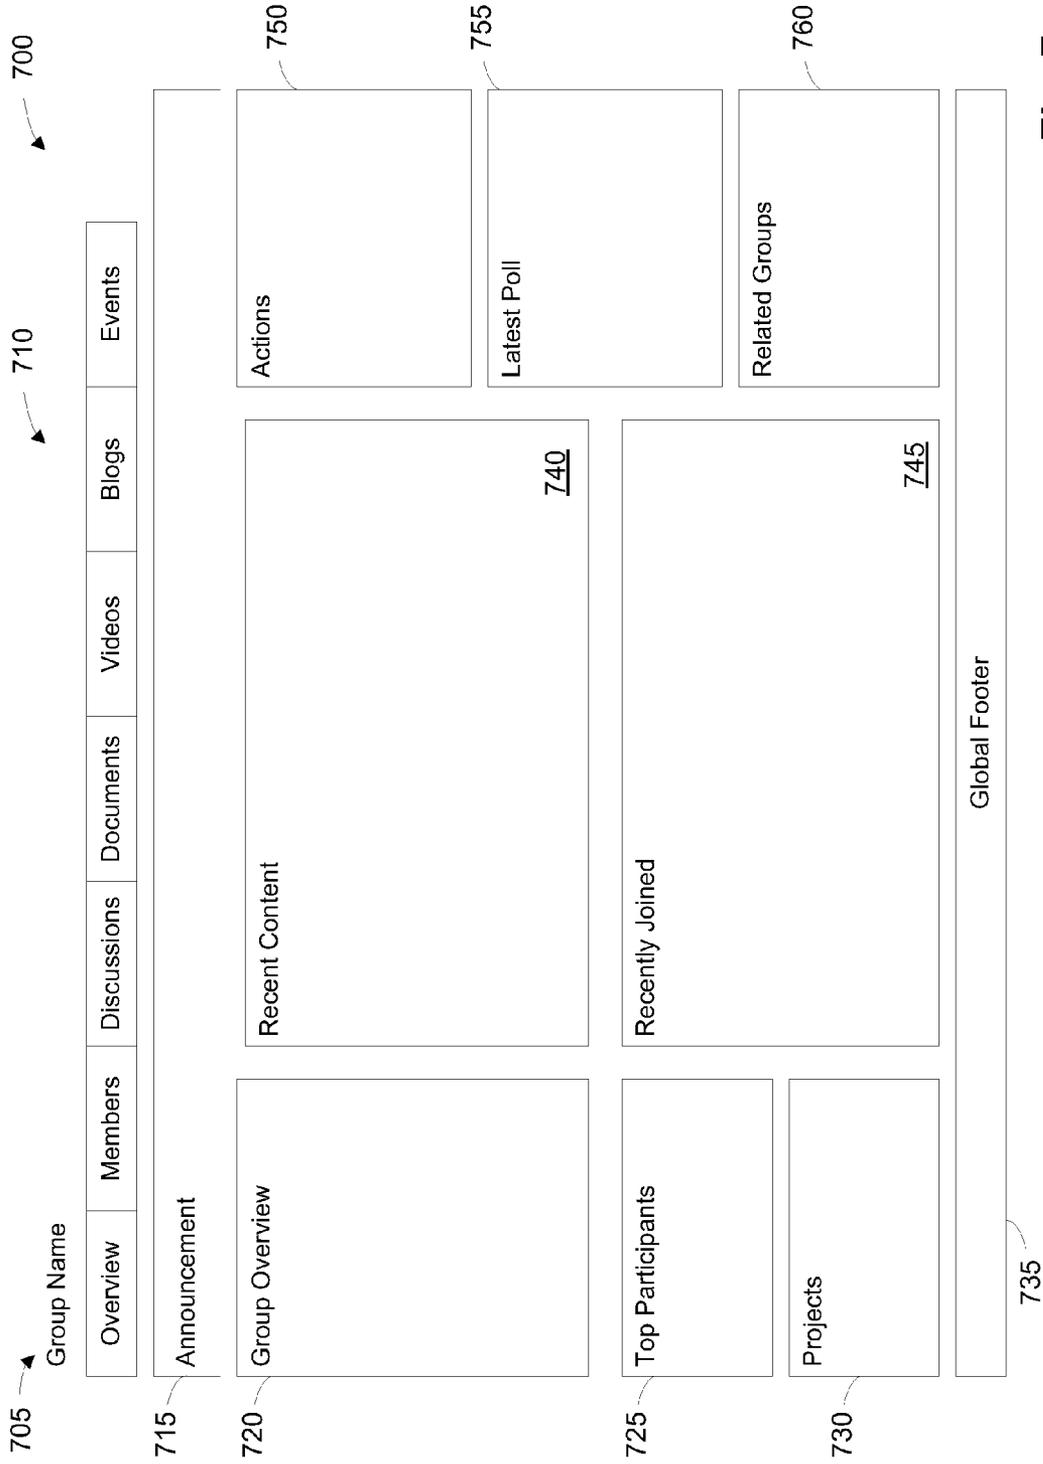 700
705
Group Name
710
Overview Members Discussions Documents Videos Blogs Events
715
Announcement
720
Group Overview
Recent Content
740
Actions
750
Latest Poll
755
725
Top Participants
Recently Joined
745
Related Groups
760
730
Projects
Global Footer
735